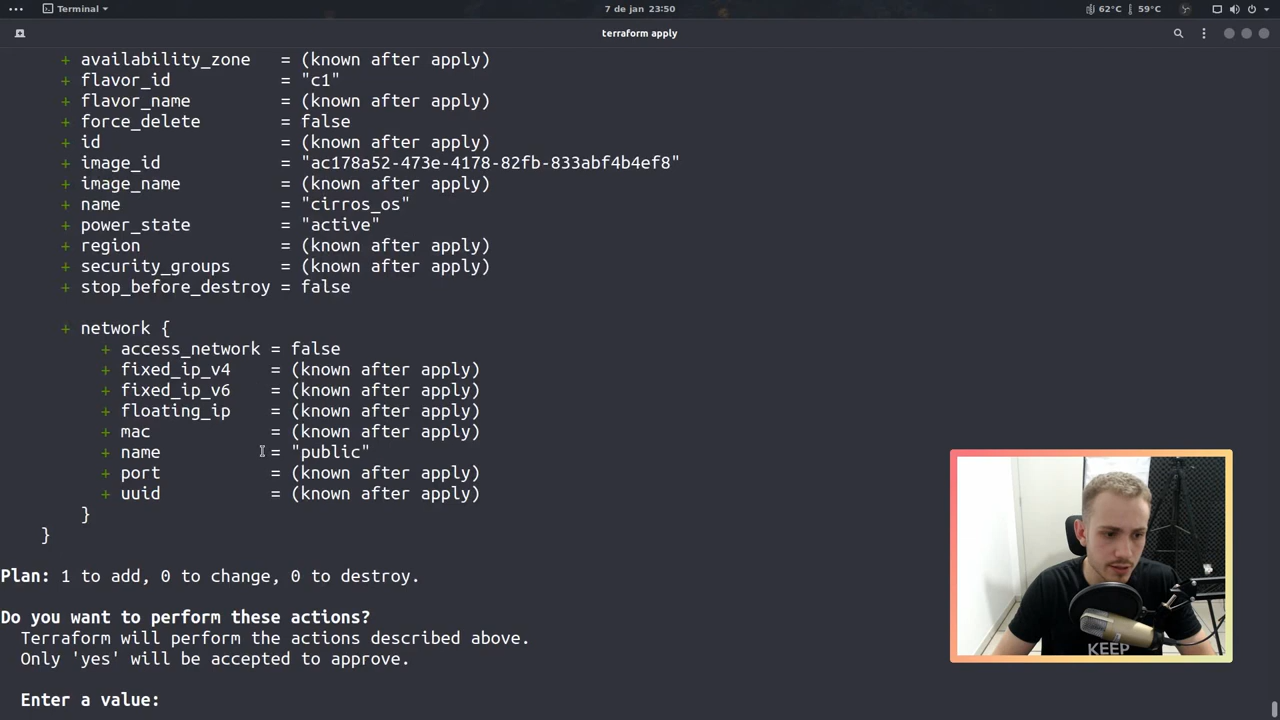 Terminal
7 de jan 23:50
62°C
59°C
terraform apply
+ availability_zone = (known after apply)
+ flavor_id = "c1"
+ flavor_name = (known after apply)
+ force_delete = false
+ id = (known after apply)
+ image_id = "ac178a52-473e-4178-82fb-833abf4b4ef8"
+ image_name = (known after apply)
+ name = "cirros_os"
+ power_state = "active"
+ region = (known after apply)
+ security_groups = (known after apply)
+ stop_before_destroy = false
+ network {
+ access_network = false
+ fixed_ip_v4 = (known after apply)
+ fixed_ip_v6 = (known after apply)
+ floating_ip = (known after apply)
+ mac = (known after apply)
+ name = "public"
+ port = (known after apply)
+ uuid = (known after apply)
}
}
Plan: 1 to add, 0 to change, 0 to destroy.
Do you want to perform these actions?
Terraform will perform the actions described above.
Only 'yes' will be accepted to approve.
Enter a value:
KEEP